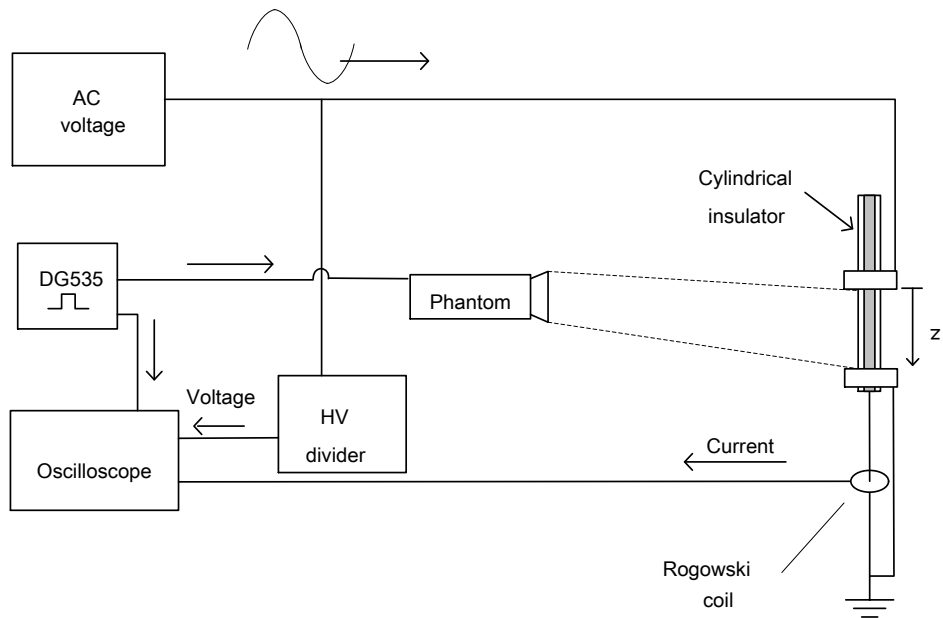 AC
voltage
Cylindrical
insulator
DG535
Phantom
z
Voltage
HV
divider
Oscilloscope
Current
Rogowski
coil